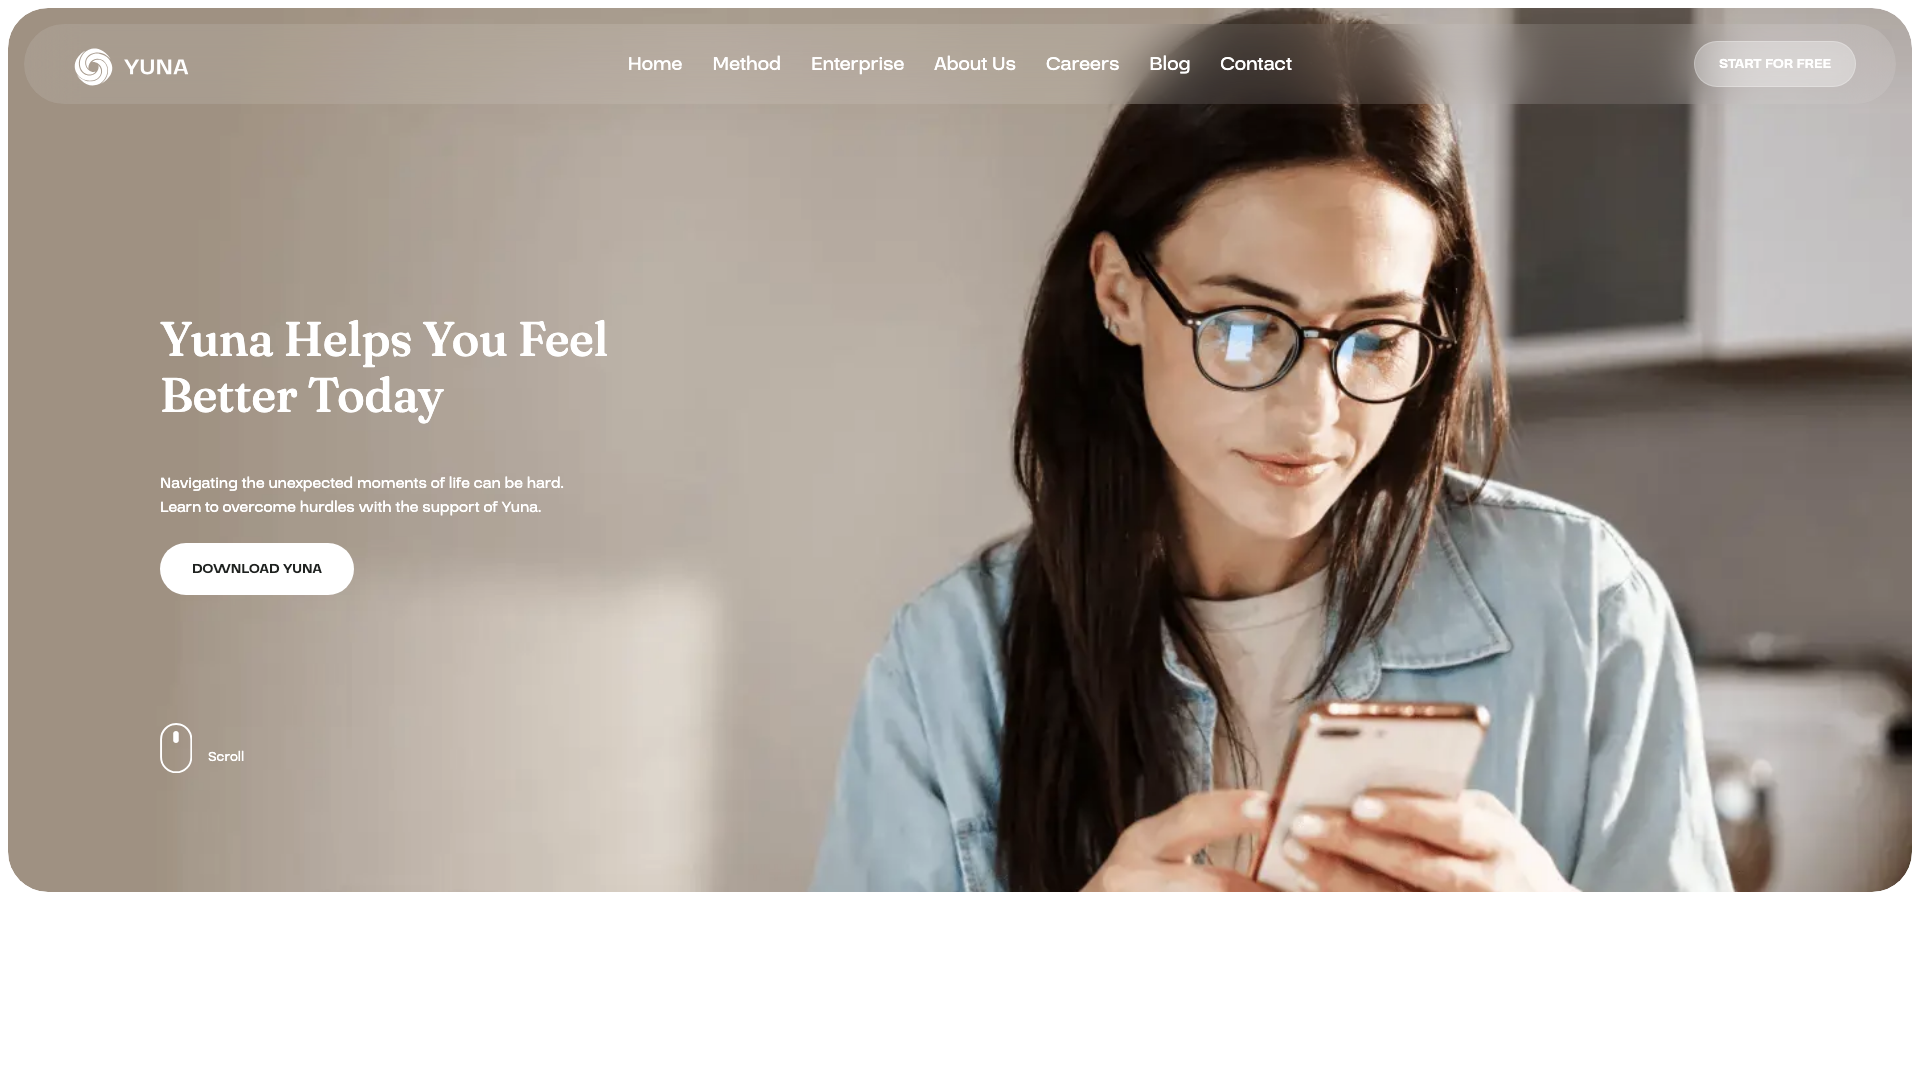 YUNA
Home
Method
Enterprise
About Us
Careers
Blog
Contact
START FOR FREE
Yuna Helps You Feel
Better Today
Navigating the unexpected moments of life can be hard.
Learn to overcome hurdles with the support of Yuna.
DOWNLOAD YUNA
Scroll